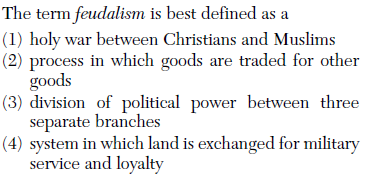 The term feudalism is best defined as a
(1) holy war between Christians and Muslims
(2) process in which goods are traded for other
goods
(3) division of political power between three
separate branches
(4) system in which land is exchanged for military
service and loyalty